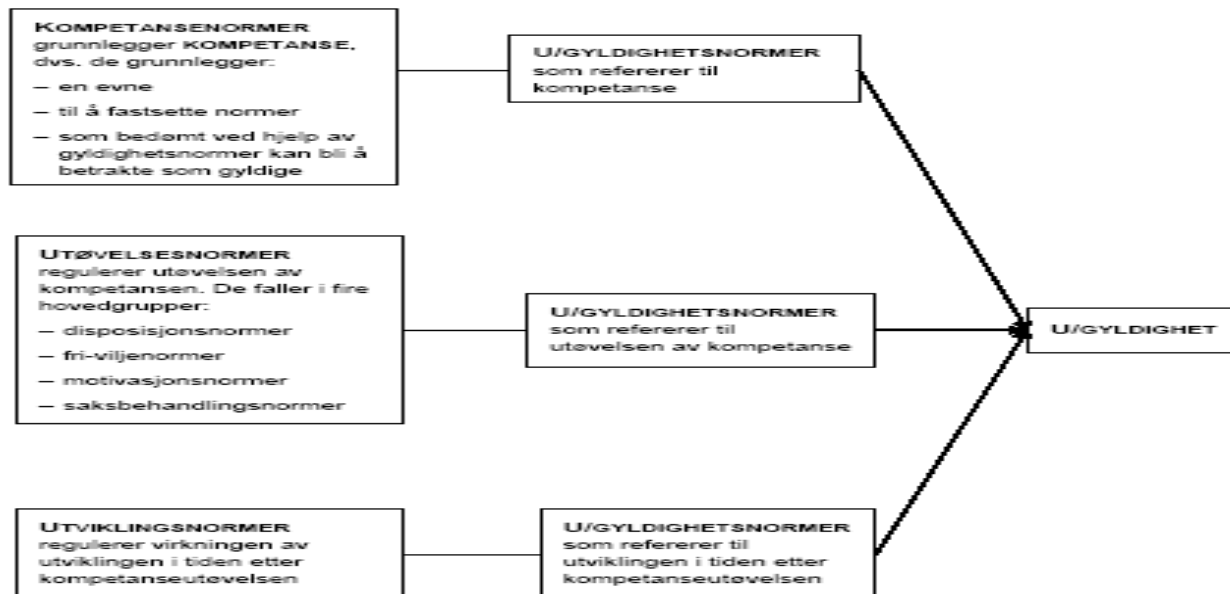 KOMPETANSENORMER
grunnlegger KOMPETANSE,
dvs. de grunnlegger:
– en evne
– til å fastsette normer
– som bedømt ved hjelp av
gyldighetsnormer kan bli å
betrakte som gyldige
U/GYLDIGHETSNORMER
som refererer til
kompetanse
UTØVELSESNORMER
regulerer utøvelsen av
kompetansen. De faller i fire
hovedgrupper:
– disposisjonsnormer
– fri-viljenormer
– motivasjonsnormer
– saksbehandlingsnormer
U/GYLDIGHETSNORMER
som refererer til
utøvelsen av kompetanse
U/GYLDIGHET
UTVIKLINGSNORMER
regulerer virkningen av
utviklingen i tiden etter
kompetanseutøvelsen
U/GYLDIGHETSNORMER
som refererer til
utviklingen i tiden etter
kompetanseutøvelsen